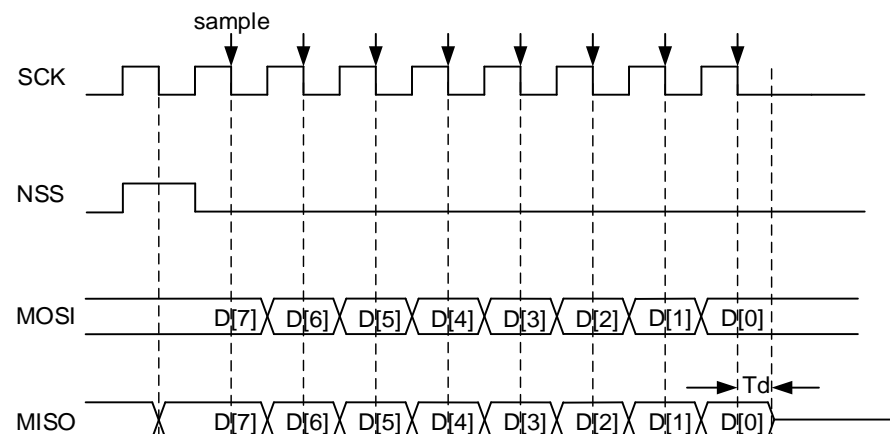 sample
SCK
NSS
MOSI D[7] D[6] D[5] D[4] D[3] D[2] D[1] D[0]
Td
MISO D[7] D[6] D[5] D[4] D[3] D[2] D[1] D[0]